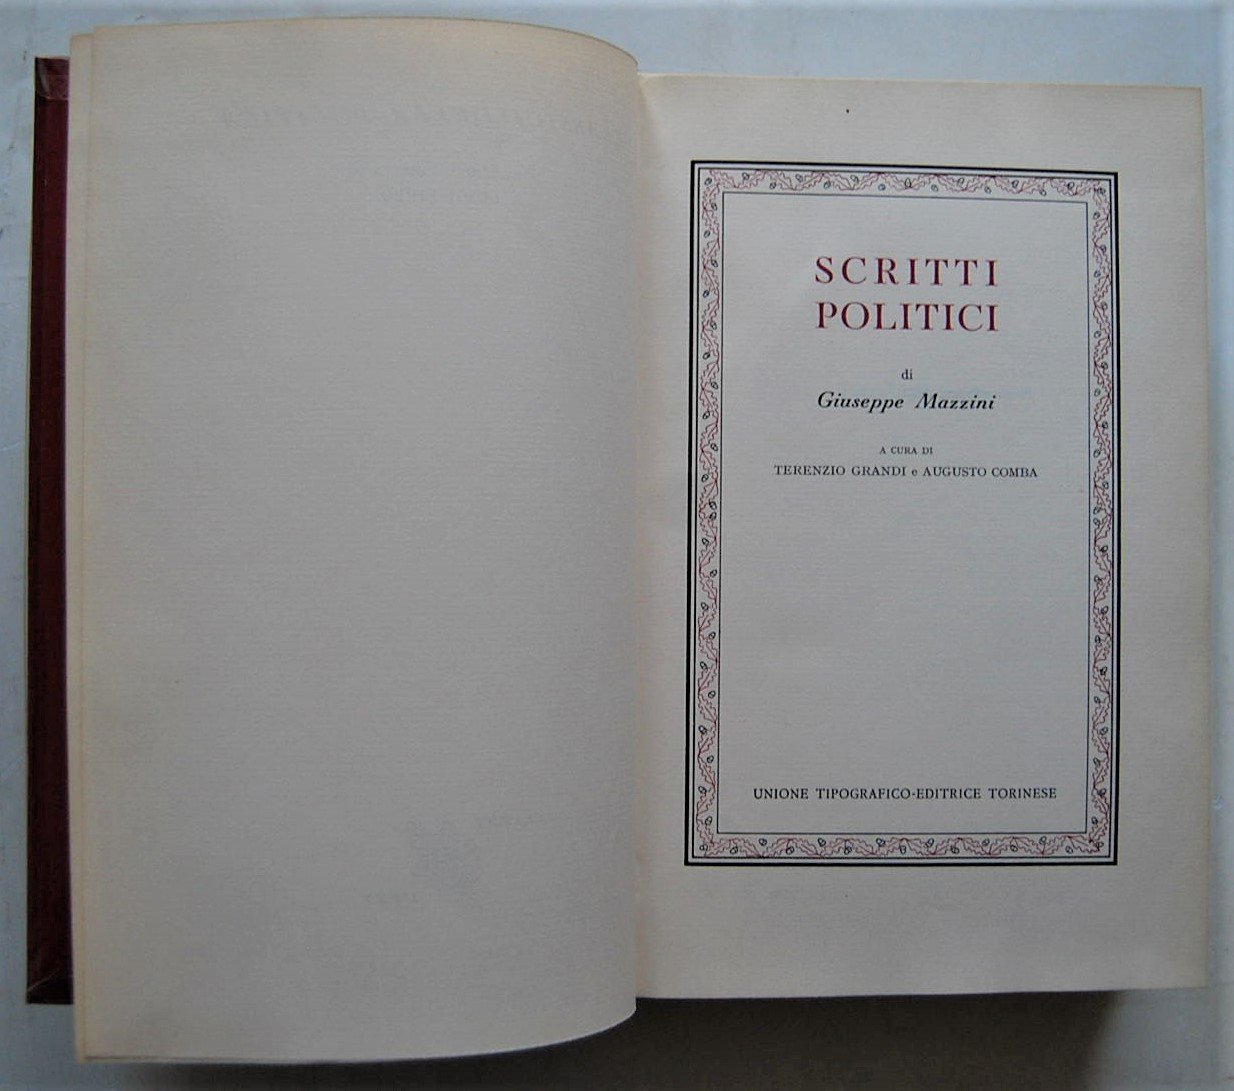 SCRITTI
POLITICI
di
Giuseppe Mazzini
A CURA DI
TERENZIO GRANDI e AUGUSTO COMBA
UNIONE TIPOGRAFICO-EDITRICE TORINESE